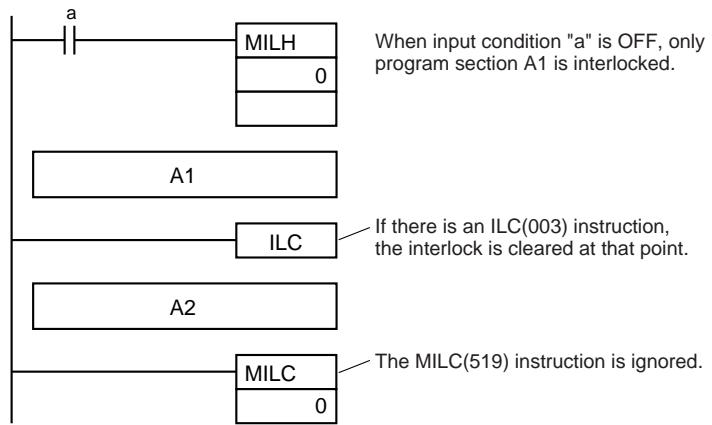 a
MILH
When input condition "a" is OFF, only
program section A1 is interlocked.
0
A1
ILC
If there is an ILC(003) instruction,
the interlock is cleared at that point.
A2
MILC
The MILC(519) instruction is ignored.
0